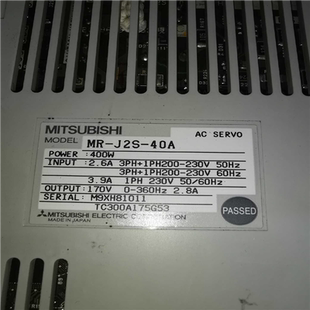 MITSUBISHI AC SERVO
MODEL MR-J2S-40A
POWER : 400W
INPUT : 2.6A 3PH+1PH200-230V 50Hz
3PH+1PH200-230V 60Hz
3.9A 1PH 230V 50/60Hz
OUTPUT: 170V 0-360Hz 2.8A
SERIAL: M9XH81011
TC300A175G53
MITSUBISHI ELECTRIC CORPORATION
MADE IN JAPAN
PASSED